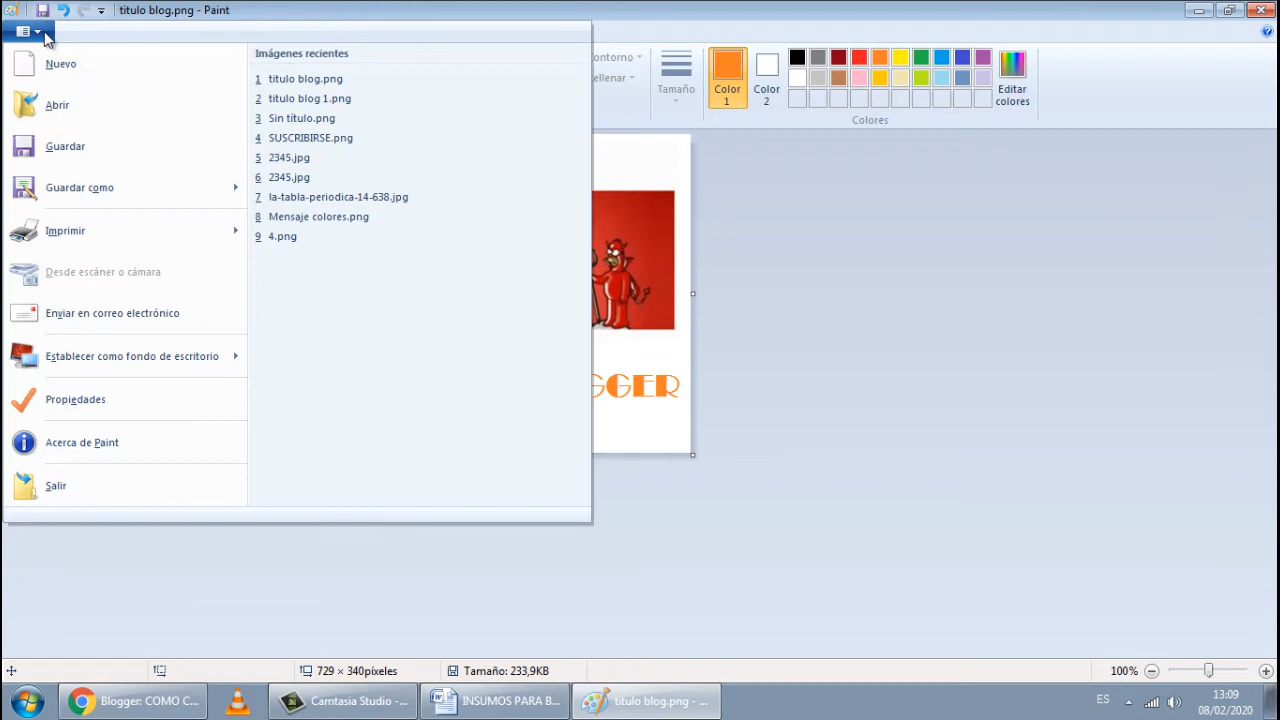 titulo blog.png - Paint
Imágenes recientes
Nuevo
Abrir
Guardar
Guardar como
Imprimir
Desde escáner o cámara
Enviar en correo electrónico
Establecer como fondo de escritorio
Propiedades
Acerca de Paint
Salir
1 titulo blog.png
2 titulo blog 1.png
3 Sin título.png
4 SUSCRIBIRSE.png
5 2345.jpg
6 2345.jpg
7 la-tabla-periodica-14-638.jpg
8 Mensaje colores.png
9 4.png
ontorno
ellenar
Tamaño
Color 1
Color 2
Editar colores
Colores
GGER
729 × 340píxeles
Tamaño: 233,9KB
100%
Blogger: COMO C...
Camtasia Studio -...
INSUMOS PARA B...
titulo blog.png - ...
ES
13:09
08/02/2020